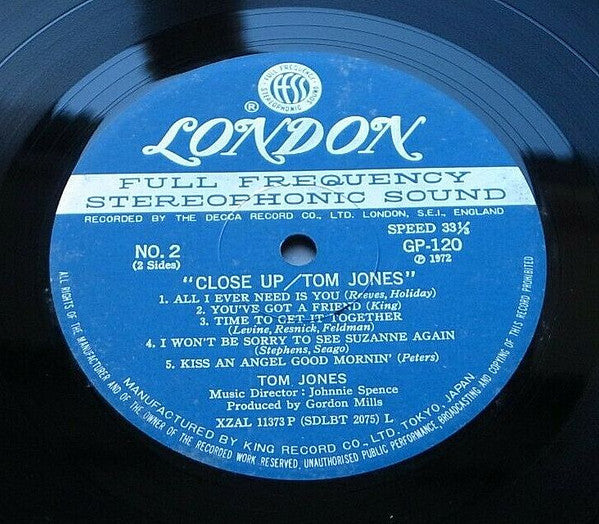 FULL FREQUENCY
ffss
STEREOPHONIC SOUND
®
LONDON
FULL FREQUENCY
STEREOPHONIC SOUND
RECORDED BY THE DECCA RECORD CO., LTD. LONDON, S.E.I., ENGLAND
SPEED 33⅓
NO. 2
GP-120
(2 Sides)
℗ 1972
"CLOSE UP/TOM JONES"
1. ALL I EVER NEED IS YOU (Reeves, Holiday)
2. YOU'VE GOT A FRIEND (King)
3. TIME TO GET IT TOGETHER
(Levine, Resnick, Feldman)
4. I WON'T BE SORRY TO SEE SUZANNE AGAIN
(Stephens, Seago)
5. KISS AN ANGEL GOOD MORNIN' (Peters)
TOM JONES
Music Director : Johnnie Spence
Produced by Gordon Mills
XZAL 11373 P (SDLBT 2075) L
MANUFACTURED BY KING RECORD CO., LTD. TOKYO, JAPAN
ALL RIGHTS OF THE MANUFACTURER AND OF THE OWNER OF THE RECORDED WORK RESERVED, UNAUTHORISED PUBLIC PERFORMANCE, BROADCASTING AND COPYING OF THIS RECORD PROHIBITED